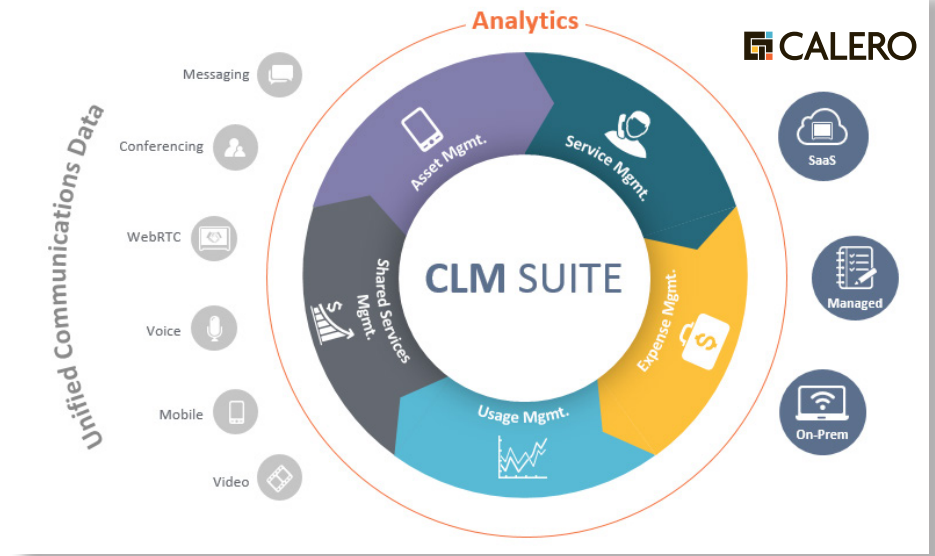 Analytics
CALERO
Unified Communications Data
Messaging
Conferencing
WebRTC
Voice
Mobile
Video
Asset Mgmt.
Service Mgmt.
Expense Mgmt.
Usage Mgmt.
Shared Services
Mgmt.
CLM SUITE
SaaS
Managed
On-Prem